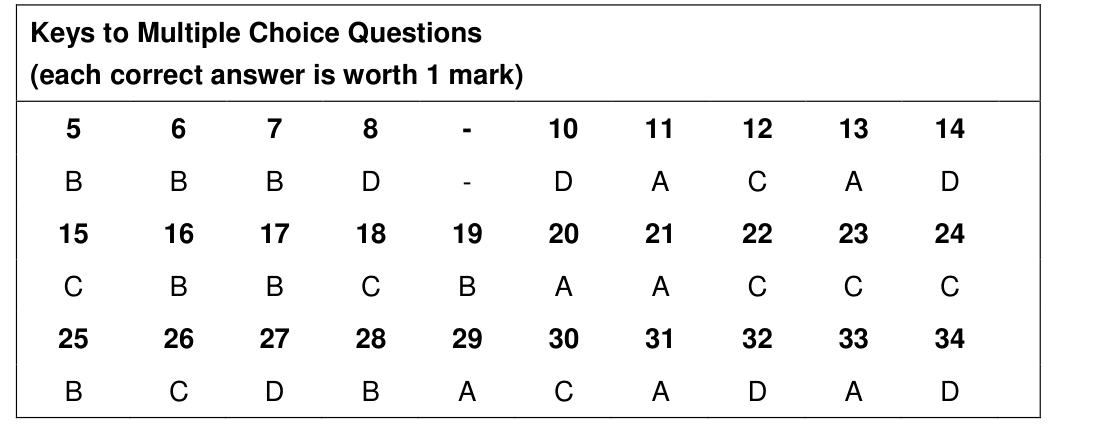 Keys to Multiple Choice Questions
(each correct answer is worth 1 mark)
5 6 7 8 - 10 11 12 13 14
B B B D - D A C A D
15 16 17 18 19 20 21 22 23 24
C B B C B A A C C C
25 26 27 28 29 30 31 32 33 34
B C D B A C A D A D